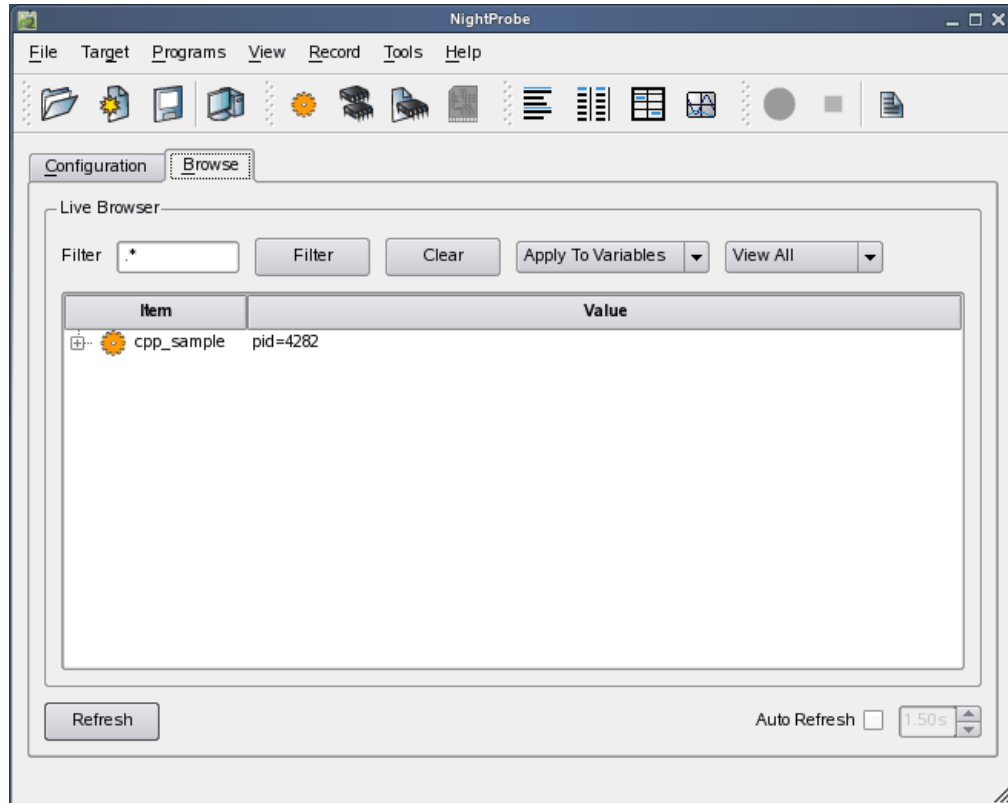 NightProbe
File Target Programs View Record Tools Help
Configuration Browse
Live Browser
Filter .* Filter Clear Apply To Variables View All
Item Value
cpp_sample pid=4282
Refresh Auto Refresh 1.50s